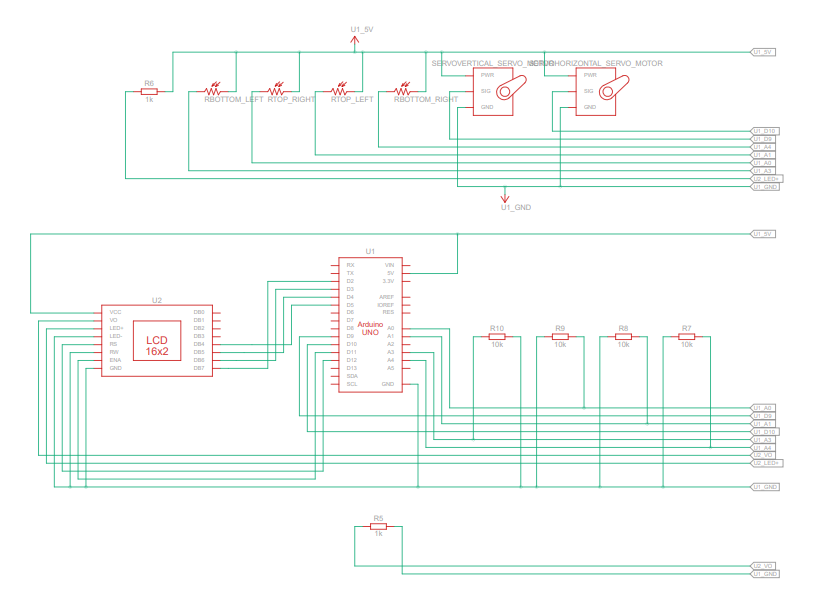 U1_5V
U1_5V
SERVOVERTICAL_SERVO_MOTOR
SERVOHORIZONTAL_SERVO_MOTOR
R6
1k
RBOTTOM_LEFT
RTOP_RIGHT
RTOP_LEFT
RBOTTOM_RIGHT
PWR
SIG
GND
PWR
SIG
GND
U1_D10
U1_D9
U1_A4
U1_A1
U1_A0
U1_A3
U2_LED+
U1_GND
U1_GND
U1_5V
U1
RX
TX
D2
D3
D4
D5
D6
D7
D8
D9
D10
D11
D12
D13
SDA
SCL
Arduino
UNO
VIN
5V
3.3V
AREF
IOREF
RES
A0
A1
A2
A3
A4
A5
GND
U2
VCC
VO
LED+
LED-
RS
RW
ENA
GND
LCD
16x2
DB0
DB1
DB2
DB3
DB4
DB5
DB6
DB7
R10
10k
R9
10k
R8
10k
R7
10k
U1_A0
U1_D9
U1_A1
U1_D10
U1_A3
U1_A4
U2_VO
U2_LED+
U1_GND
R5
1k
U2_VO
U1_GND